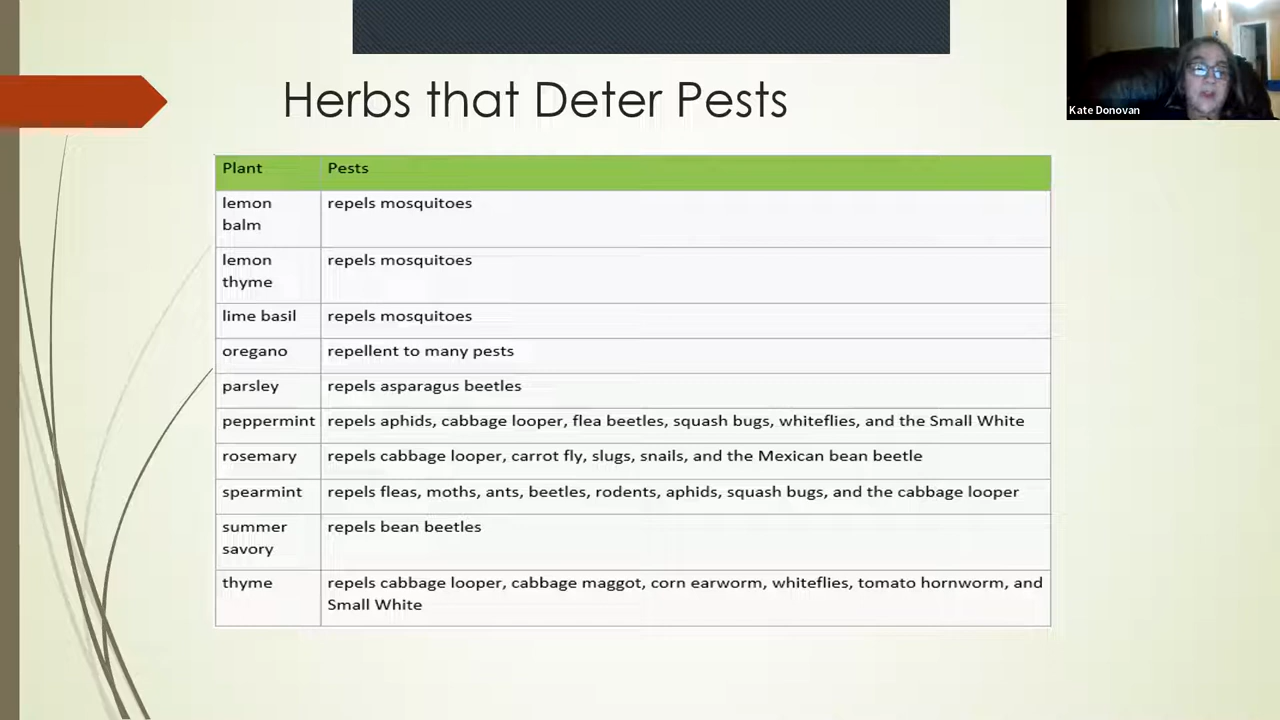 Herbs that Deter Pests
Kate Donovan
Plant Pests
lemon balm repels mosquitoes
lemon thyme repels mosquitoes
lime basil repels mosquitoes
oregano repellent to many pests
parsley repels asparagus beetles
peppermint repels aphids, cabbage looper, flea beetles, squash bugs, whiteflies, and the Small White
rosemary repels cabbage looper, carrot fly, slugs, snails, and the Mexican bean beetle
spearmint repels fleas, moths, ants, beetles, rodents, aphids, squash bugs, and the cabbage looper
summer savory repels bean beetles
thyme repels cabbage looper, cabbage maggot, corn earworm, whiteflies, tomato hornworm, and
Small White